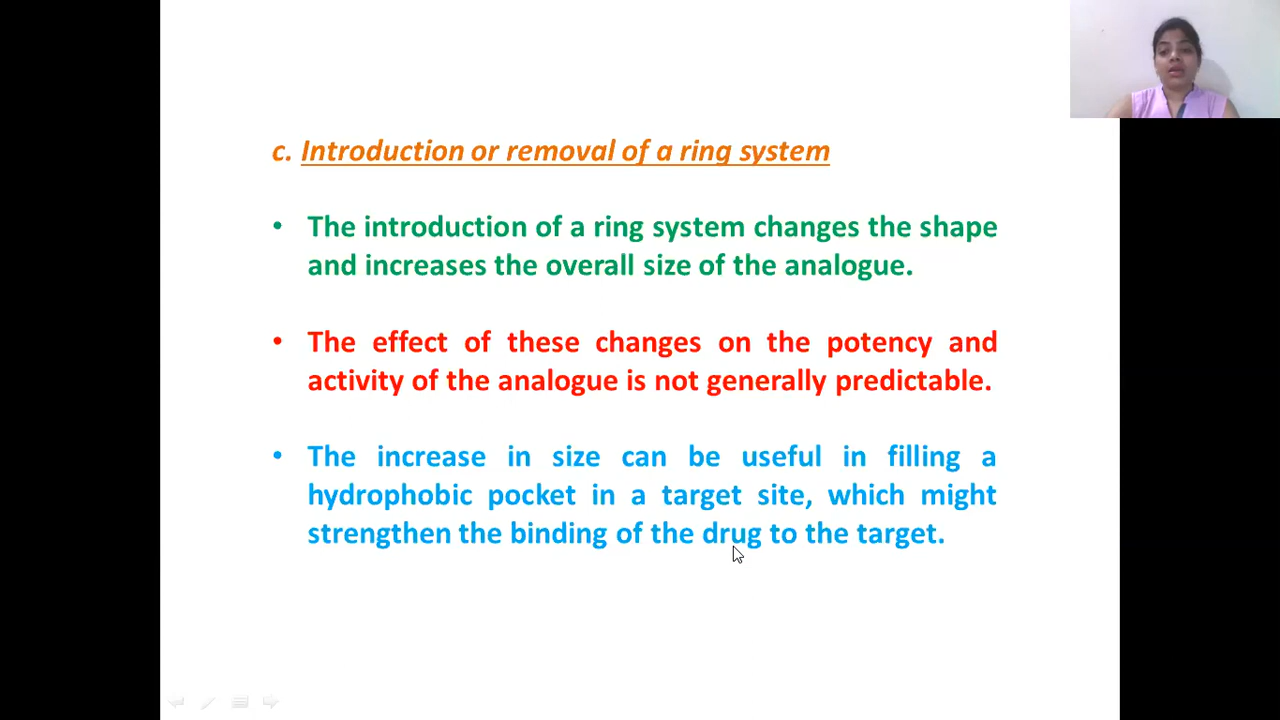 c. Introduction or removal of a ring system
• The introduction of a ring system changes the shape
and increases the overall size of the analogue.
• The effect of these changes on the potency and
activity of the analogue is not generally predictable.
• The increase in size can be useful in filling a
hydrophobic pocket in a target site, which might
strengthen the binding of the drug to the target.